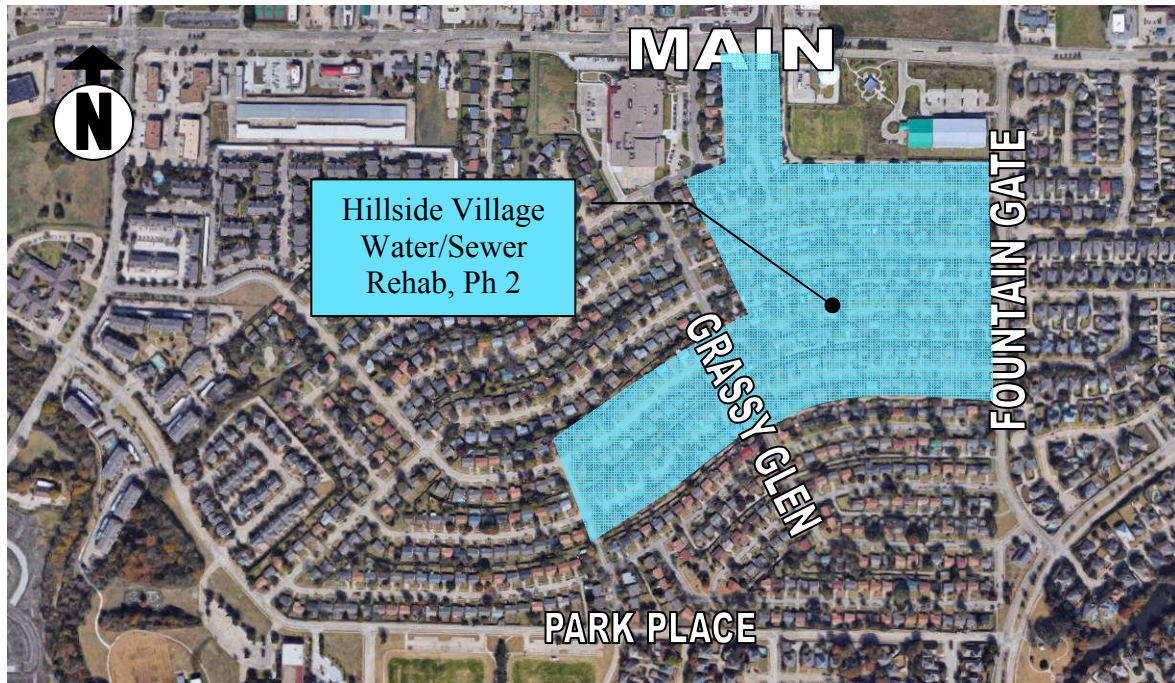 MAIN
N
Hillside Village
Water/Sewer
Rehab, Ph 2
FOUNTAIN GATE
GRASSY GLEN
PARK PLACE